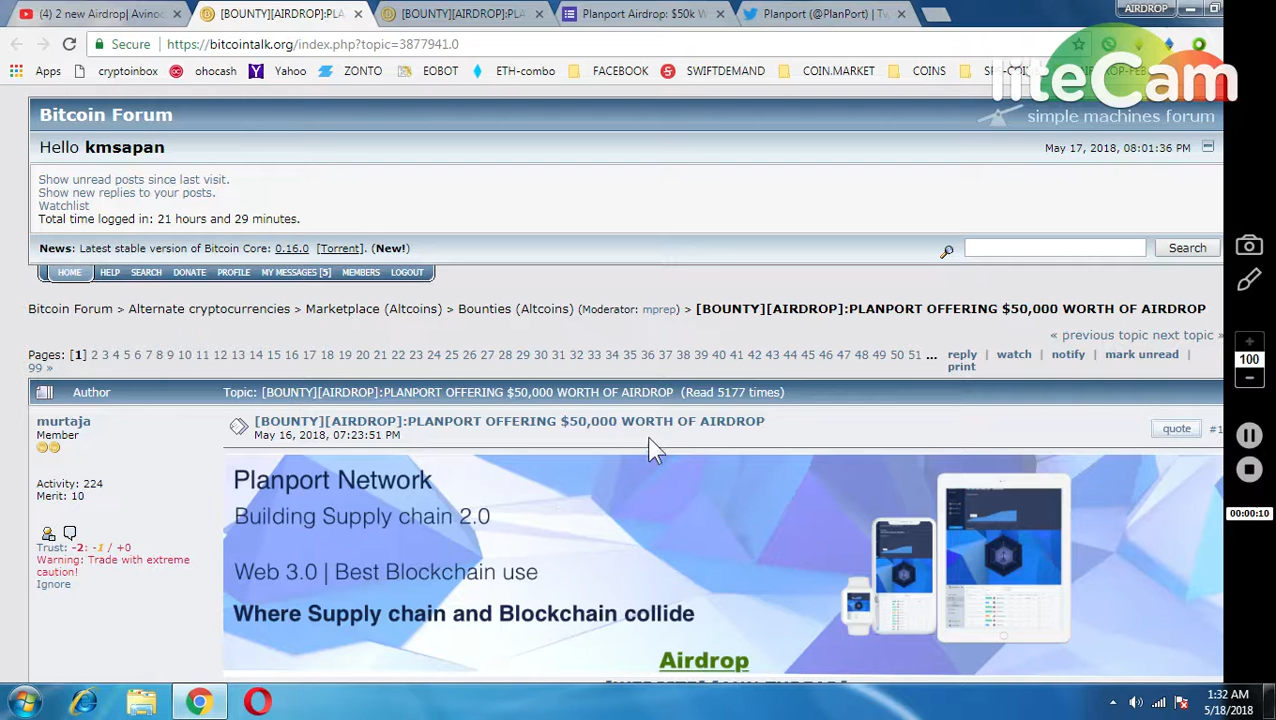 (4) 2 new Airdrop| Avinoc
[BOUNTY][AIRDROP]:PLA
[BOUNTY][AIRDROP]:PL
Planport Airdrop: $50k W
Planport (@PlanPort) | Tw
AIRDROP
Secure
https://bitcointalk.org/index.php?topic=3877941.0
Apps
cryptoinbox
ohocash
Yahoo
EOBOT
ETH-combo
FACEBOOK
SWIFTDEMAND
COIN.MARKET
COINS
liteCam
Bitcoin Forum
simple machines forum
Hello kmsapan
May 17, 2018, 08:01:36 PM
Show unread posts since last visit.
Show new replies to your posts.
Watchlist
Total time logged in: 21 hours and 29 minutes.
News: Latest stable version of Bitcoin Core: 0.16.0 [Torrent]. (New!)
Search
HOME HELP SEARCH DONATE PROFILE MY MESSAGES [5] MEMBERS LOGOUT
Bitcoin Forum > Alternate cryptocurrencies > Marketplace (Altcoins) > Bounties (Altcoins) (Moderator: mprep) > [BOUNTY][AIRDROP]:PLANPORT OFFERING $50,000 WORTH OF AIRDROP
« previous topic next topic »
Pages: [1] 2 3 4 5 6 7 8 9 10 11 12 13 14 15 16 17 18 19 20 21 22 23 24 25 26 27 28 29 30 31 32 33 34 35 36 37 38 39 40 41 42 43 44 45 46 47 48 49 50 51 ...
99 »
reply | watch | notify | mark unread |
print
Author
Topic: [BOUNTY][AIRDROP]:PLANPORT OFFERING $50,000 WORTH OF AIRDROP (Read 5177 times)
murtaja
Member
Activity: 224
Merit: 10
Trust: -2: -1 / +0
Warning: Trade with extreme
caution!
Ignore
[BOUNTY][AIRDROP]:PLANPORT OFFERING $50,000 WORTH OF AIRDROP
May 16, 2018, 07:23:51 PM
quote
#1
Planport Network
Building Supply chain 2.0
Web 3.0 | Best Blockchain use
Where Supply chain and Blockchain collide
Airdrop
100
00:00:10
1:32 AM
5/18/2018